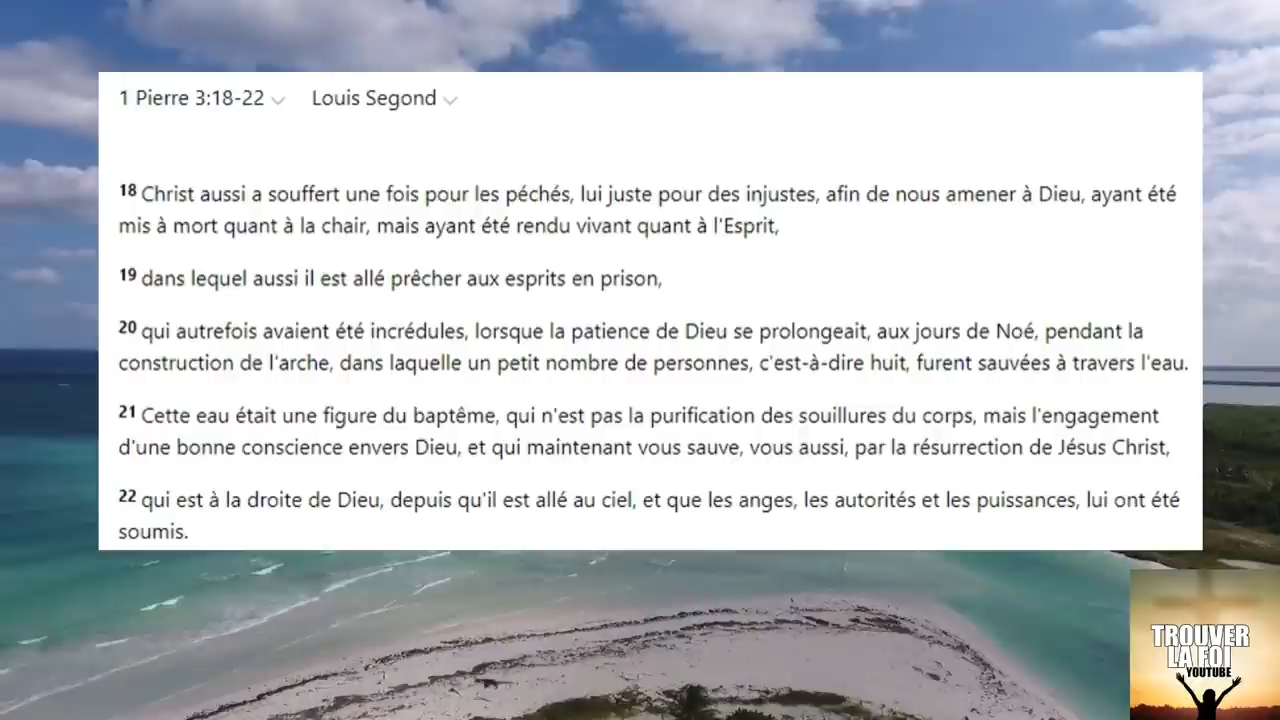 1 Pierre 3:18-22 Louis Segond
18 Christ aussi a souffert une fois pour les péchés, lui juste pour des injustes, afin de nous amener à Dieu, ayant été
mis à mort quant à la chair, mais ayant été rendu vivant quant à l'Esprit,
19 dans lequel aussi il est allé prêcher aux esprits en prison,
20 qui autrefois avaient été incrédules, lorsque la patience de Dieu se prolongeait, aux jours de Noé, pendant la
construction de l'arche, dans laquelle un petit nombre de personnes, c'est-à-dire huit, furent sauvées à travers l'eau.
21 Cette eau était une figure du baptême, qui n'est pas la purification des souillures du corps, mais l'engagement
d'une bonne conscience envers Dieu, et qui maintenant vous sauve, vous aussi, par la résurrection de Jésus Christ,
22 qui est à la droite de Dieu, depuis qu'il est allé au ciel, et que les anges, les autorités et les puissances, lui ont été
soumis.
TROUVER
LA FOI
YOUTUBE